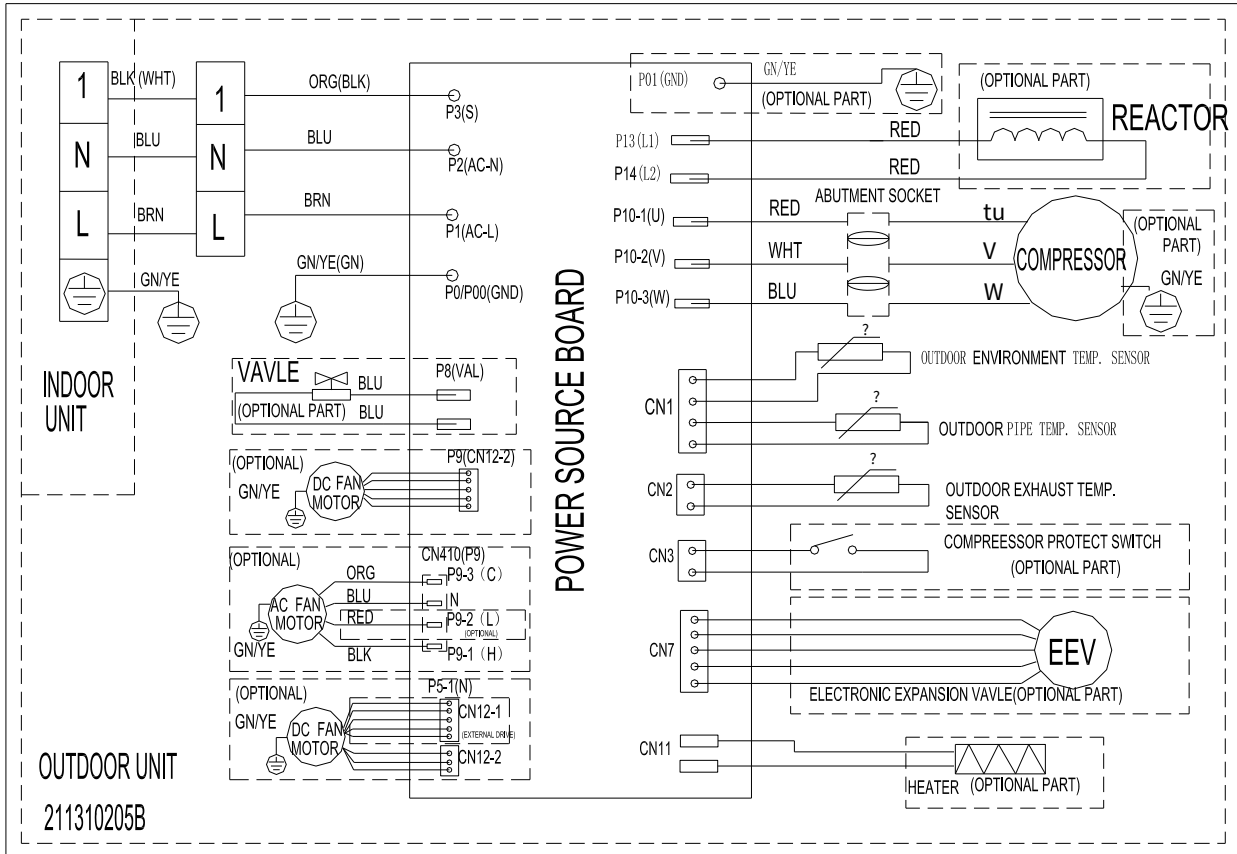 1
N
L
BLK (WHT)
BLU
BRN
GN/YE
1
N
L
ORG(BLK)
BLU
BRN
GN/YE(GN)
P3(S)
P2(AC-N)
P1(AC-L)
P0/P00(GND)
INDOOR
UNIT
VAVLE
BLU
P8(VAL)
(OPTIONAL PART)
BLU
(OPTIONAL)
GN/YE
DC FAN
MOTOR
P9(CN12-2)
(OPTIONAL)
CN410(P9)
ORG
P9-3 (C)
BLU
N
AC FAN
MOTOR
RED
P9-2 (L)
(OPTIONAL)
GN/YE
BLK
P9-1 (H)
(OPTIONAL)
P5-1(N)
GN/YE
DC FAN
MOTOR
CN12-1
(EXTERNAL DRIVE)
CN12-2
OUTDOOR UNIT
211310205B
POWER SOURCE BOARD
P01(GND)
GN/YE
(OPTIONAL PART)
(OPTIONAL PART)
REACTOR
P13(L1)
RED
P14(L2)
RED
ABUTMENT SOCKET
P10-1(U)
RED
tu
P10-2(V)
WHT
V
P10-3(W)
BLU
W
COMPRESSOR
(OPTIONAL
PART)
GN/YE
CN1
?
OUTDOOR ENVIRONMENT TEMP. SENSOR
?
OUTDOOR PIPE TEMP. SENSOR
CN2
?
OUTDOOR EXHAUST TEMP.
SENSOR
CN3
COMPREESSOR PROTECT SWITCH
(OPTIONAL PART)
CN7
EEV
ELECTRONIC EXPANSION VAVLE(OPTIONAL PART)
CN11
HEATER (OPTIONAL PART)